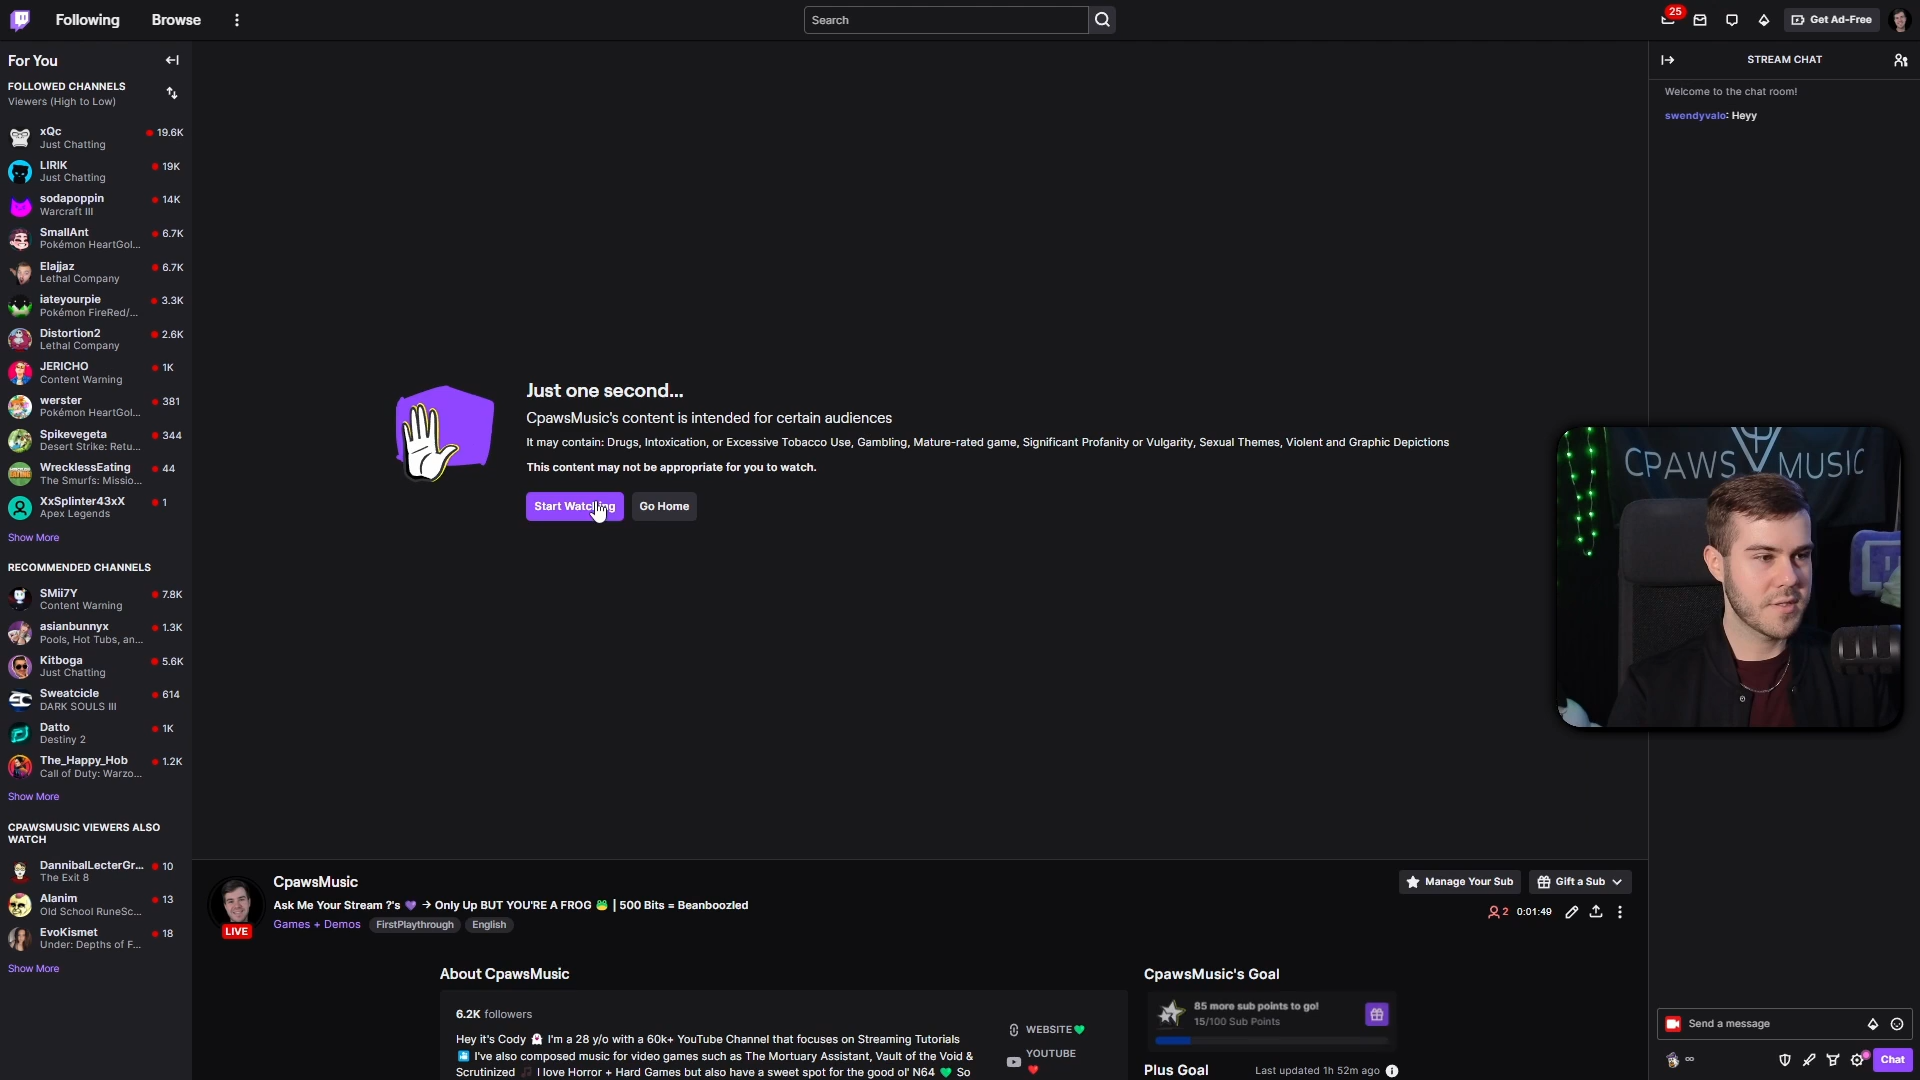 Following
Browse
Search
25
Get Ad-Free
For You
FOLLOWED CHANNELS
Viewers (High to Low)
xQc
19.6K
Just Chatting
LIRIK
19K
Just Chatting
sodapoppin
14K
Warcraft III
SmallAnt
6.7K
Pokémon HeartGol...
Elajjaz
6.7K
Lethal Company
iateyourpie
3.3K
Pokémon FireRed/...
Distortion2
2.6K
Lethal Company
JERICHO
1K
Content Warning
werster
381
Pokémon HeartGol...
Spikevegeta
344
Desert Strike: Retu...
WrecklessEating
44
The Smurfs: Missio...
XxSplinter43xX
1
Apex Legends
Show More
RECOMMENDED CHANNELS
SMii7Y
7.8K
Content Warning
asianbunnyx
1.3K
Pools, Hot Tubs, an...
Kitboga
5.6K
Just Chatting
Sweatcicle
614
DARK SOULS III
Datto
1K
Destiny 2
The_Happy_Hob
1.2K
Call of Duty: Warzo...
Show More
CPAWSMUSIC VIEWERS ALSO
WATCH
DannibalLecterGr...
10
The Exit 8
Alanim
13
Old School RuneSc...
EvoKismet
18
Under: Depths of F...
Show More
Just one second...
CpawsMusic's content is intended for certain audiences
It may contain: Drugs, Intoxication, or Excessive Tobacco Use, Gambling, Mature-rated game, Significant Profanity or Vulgarity, Sexual Themes, Violent and Graphic Depictions
This content may not be appropriate for you to watch.
Start Watching
Go Home
CpawsMusic
Ask Me Your Stream ?'s 💜 → Only Up BUT YOU'RE A FROG 🐸 | 500 Bits = Beanboozled
Games + Demos
FirstPlaythrough
English
LIVE
Manage Your Sub
Gift a Sub
2
0:01:49
About CpawsMusic
6.2K followers
Hey it's Cody 👻 I'm a 28 y/o with a 60k+ YouTube Channel that focuses on Streaming Tutorials
I've also composed music for video games such as The Mortuary Assistant, Vault of the Void &
Scrutinized 🎵 I love Horror + Hard Games but also have a sweet spot for the good ol' N64 💚 So
WEBSITE💚
YOUTUBE
❤️
CpawsMusic's Goal
85 more sub points to go!
15/100 Sub Points
Plus Goal
Last updated 1h 52m ago
STREAM CHAT
Welcome to the chat room!
swendyvalo: Heyy
CPAWS MUSIC
Send a message
Chat